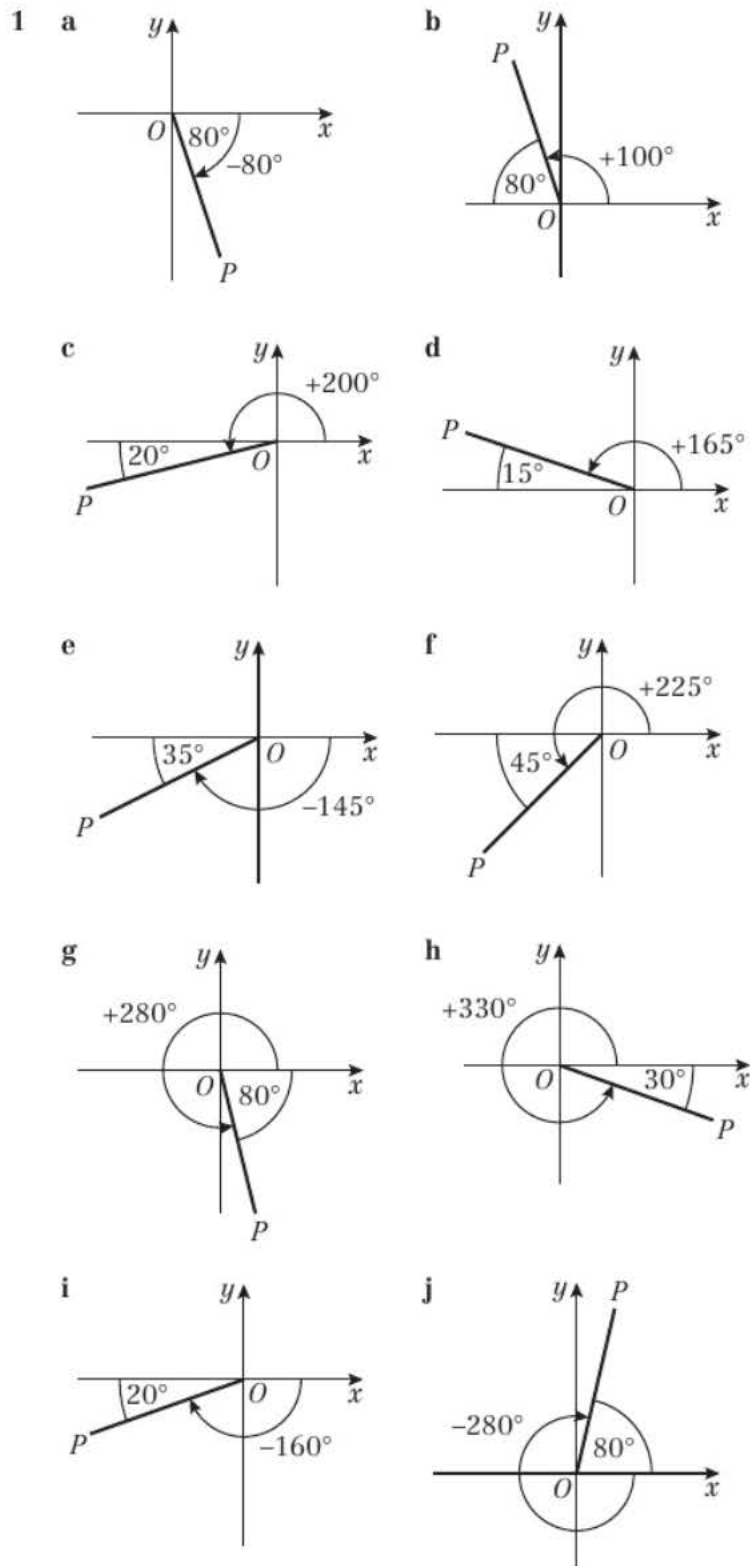 1 a y
O 80° x
−80°
P
b y
P
+100°
80°
O x
c y
+200°
20° O x
P
d y
P +165°
15°
O x
e y
35° O x
P −145°
f y
+225°
45° O x
P
g y
+280°
O 80° x
P
h y
+330°
O 30° x
P
i y
20° O x
P −160°
j y P
−280° 80°
O x